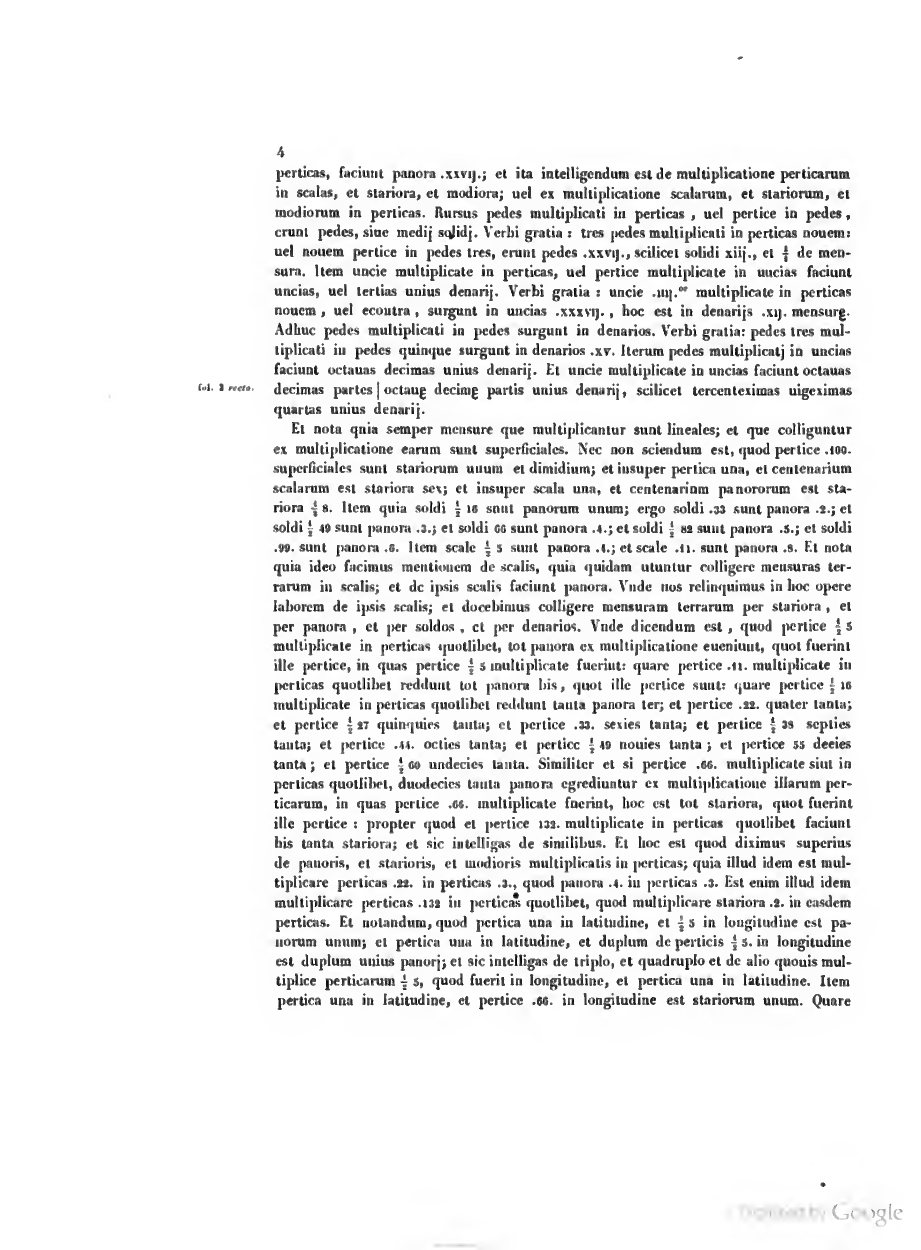 4
perticas, faciunt panora .xxvij.; et ita intelligendum est de multiplicatione perticarum
in scalas, et stariora, et modiora; uel ex multiplicatione scalarum, et stariorum, et
modiorum in perticas. Rursus pedes multiplicati in perticas , uel pertice in pedes ,
erunt pedes, siue medij solidj. Verbi gratia : tres pedes multiplicati in perticas nouem:
uel nouem pertice in pedes tres, erunt pedes .xxvij., scilicet solidi xiij., et ½ de men-
sura. Item uncie multiplicate in perticas, uel pertice multiplicate in uncias faciunt
uncias, uel tertias unius denarij. Verbi gratia : uncie .iiij.or multiplicate in perticas
nouem , uel econtra , surgunt in uncias .xxxvij. , hoc est in denarijs .xij. mensurę.
Adhuc pedes multiplicati in pedes surgunt in denarios. Verbi gratia: pedes tres mul-
tiplicati in pedes quinque surgunt in denarios .xv. Iterum pedes multiplicatj in uncias
faciunt octauas decimas unius denarij. Et uncie multiplicate in uncias faciunt octauas
fol. 3 recto.
decimas partes | octauę decimę partis unius denarij, scilicet tercenteximas uigeximas
quartas unius denarij.
Et nota quia semper mensure que multiplicantur sunt lineales; et que colliguntur
ex multiplicatione earum sunt superficiales. Nec non sciendum est, quod pertice .100.
superficiales sunt stariorum unum et dimidium; et insuper pertica una, et centenarium
scalarum est stariora sex; et insuper scala una, et centenarium panororum est sta-
riora ⅓ 8. Item quia soldi ½ 16 sunt panorum unum; ergo soldi .33 sunt panora .2.; et
soldi ½ 49 sunt panora .3.; et soldi 66 sunt panora .4.; et soldi ½ 82 sunt panora .5.; et soldi
.99. sunt panora .6. Item scale ½ 5 sunt panora .4.; et scale .11. sunt panora .8. Et nota
quia ideo facimus mentionem de scalis, quia quidam utuntur colligere mensuras ter-
rarum in scalis; et de ipsis scalis faciunt panora. Vnde nos relinquimus in hoc opere
laborem de ipsis scalis; et docebimus colligere mensuram terrarum per stariora , et
per panora , et per soldos , et per denarios. Vnde dicendum est , quod pertice ½ 5
multiplicate in perticas quotlibet, tot panora ex multiplicatione eueniunt, quot fuerint
ille pertice, in quas pertice ½ 5 multiplicate fuerint: quare pertice .11. multiplicate in
perticas quotlibet reddunt tot panora bis, quot ille pertice sunt: quare pertice ½ 16
multiplicate in perticas quotlibet reddunt tanta panora ter; et pertice .22. quater tanta;
et pertice ½ 27 quinquies tanta; et pertice .33. sexies tanta; et pertice ½ 38 septies
tanta; et pertice .44. octies tanta; et pertice ½ 49 nouies tanta ; et pertice 55 decies
tanta ; et pertice ½ 60 undecies tanta. Similiter et si pertice .66. multiplicate sint in
perticas quotlibet, duodecies tanta panora egrediuntur ex multiplicatione illarum per-
ticarum, in quas pertice .66. multiplicate fuerint, hoc est tot stariora, quot fuerint
ille pertice : propter quod et pertice 132. multiplicate in perticas quotlibet faciunt
bis tanta stariora; et sic intelligas de similibus. Et hoc est quod diximus superius
de panoris, et starioris, et modioris multiplicatis in perticas; quia illud idem est mul-
tiplicare perticas .22. in perticas .3., quod panora .4. in perticas .3. Est enim illud idem
multiplicare perticas .132 in perticas quotlibet, quod multiplicare stariora .2. in easdem
perticas. Et notandum, quod pertica una in latitudine, et ½ 5 in longitudine est pa-
norum unum; et pertica una in latitudine, et duplum de perticis ½ 5. in longitudine
est duplum unius panorj; et sic intelligas de triplo, et quadruplo et de alio quouis mul-
tiplice perticarum ½ 5, quod fuerit in longitudine, et pertica una in latitudine. Item
pertica una in latitudine, et pertice .66. in longitudine est stariorum unum. Quare
Digitized by Google